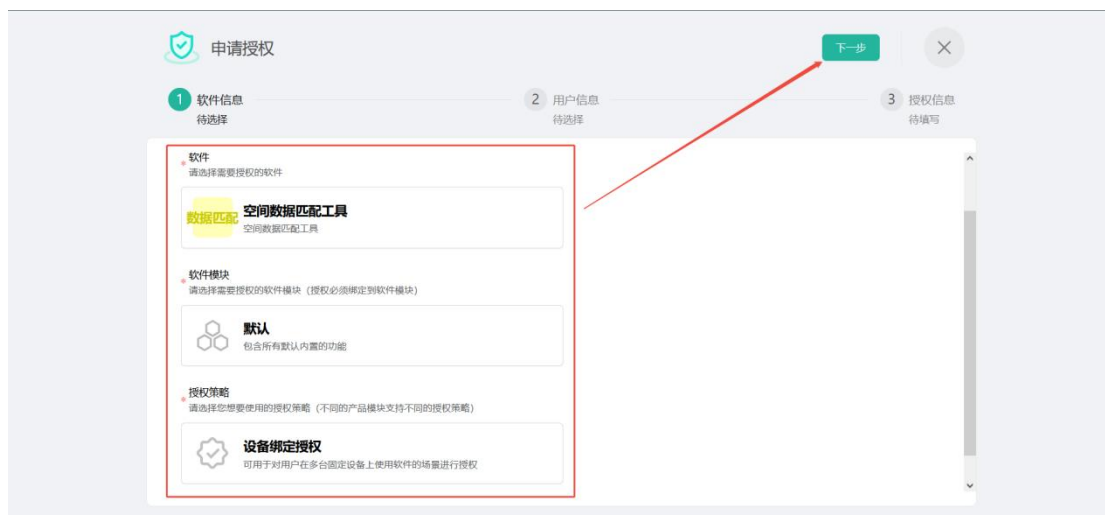 申请授权
下一步
1 软件信息
待选择
2 用户信息
待选择
3 授权信息
待填写
* 软件
请选择需要授权的软件
数据匹配
空间数据匹配工具
空间数据匹配工具
* 软件模块
请选择需要授权的软件模块（授权必须绑定到软件模块）
默认
包含所有默认内置的功能
* 授权策略
请选择您想要使用的授权策略（不同的产品模块支持不同的授权策略）
设备绑定授权
可用于对用户在多台固定设备上使用软件的场景进行授权